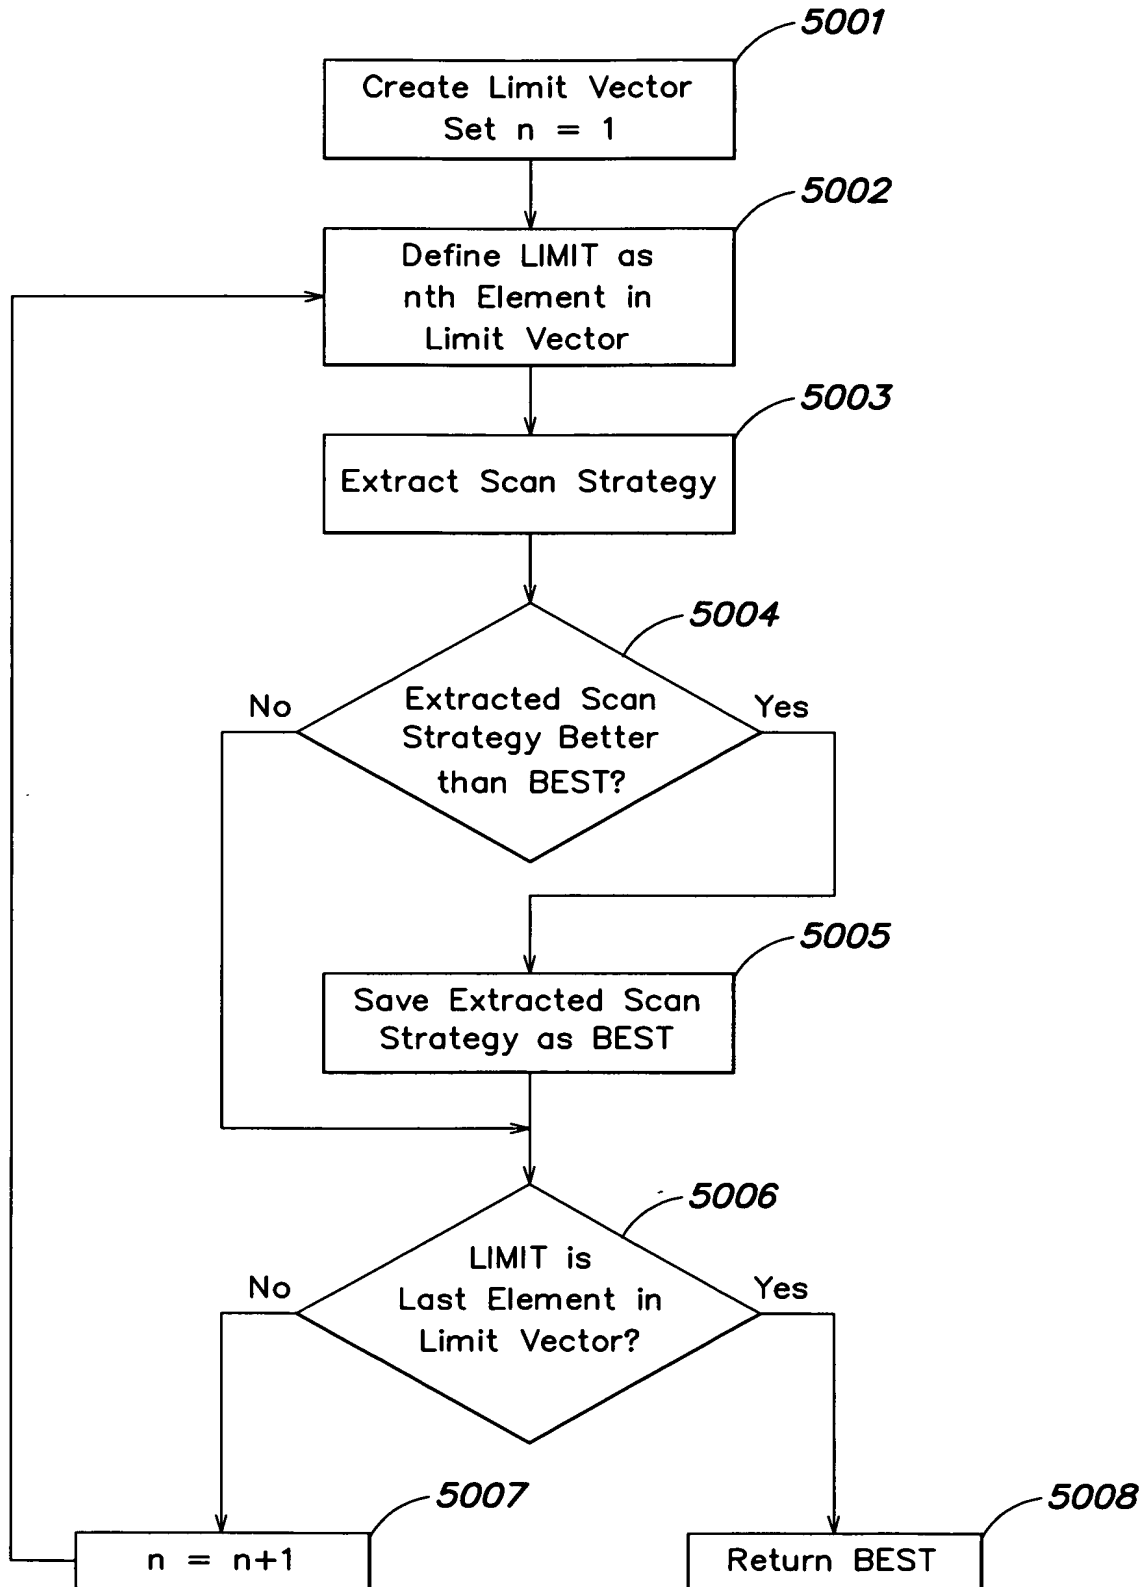 5001
Create Limit Vector
Set n = 1
5002
Define LIMIT as
nth Element in
Limit Vector
5003
Extract Scan Strategy
5004
Extracted Scan
Strategy Better
than BEST?
No
Yes
5005
Save Extracted Scan
Strategy as BEST
5006
LIMIT is
Last Element in
Limit Vector?
No
Yes
5007
n = n+1
5008
Return BEST